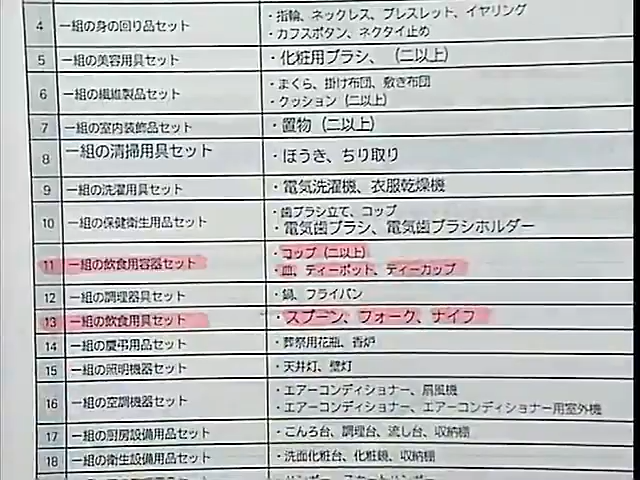 4 一組の身の回り品セット ・指輪、ネックレス、ブレスレット、イヤリング
・カフスボタン、ネクタイ止め
5 一組の美容用具セット ・化粧用ブラシ、（二以上）
6 一組の繊維製品セット ・まくら、掛け布団、敷き布団
・クッション（二以上）
7 一組の室内装飾品セット ・置物（二以上）
8 一組の清掃用具セット ・ほうき、ちり取り
9 一組の洗濯用具セット ・電気洗濯機、衣服乾燥機
10 一組の保健衛生用品セット ・歯ブラシ立て、コップ
・電気歯ブラシ、電気歯ブラシホルダー
11 一組の飲食用容器セット ・コップ（二以上）
・皿、ティーポット、ティーカップ
12 一組の調理器具セット ・鍋、フライパン
13 一組の飲食用具セット ・スプーン、フォーク、ナイフ
14 一組の慶弔用品セット ・葬祭用花瓶、香炉
15 一組の照明機器セット ・天井灯、壁灯
16 一組の空調機器セット ・エアーコンディショナー、扇風機
・エアーコンディショナー、エアーコンディショナー用室外機
17 一組の厨房設備用品セット ・こんろ台、調理台、流し台、収納棚
18 一組の衛生設備用品セット ・洗面化粧台、化粧鏡、収納棚